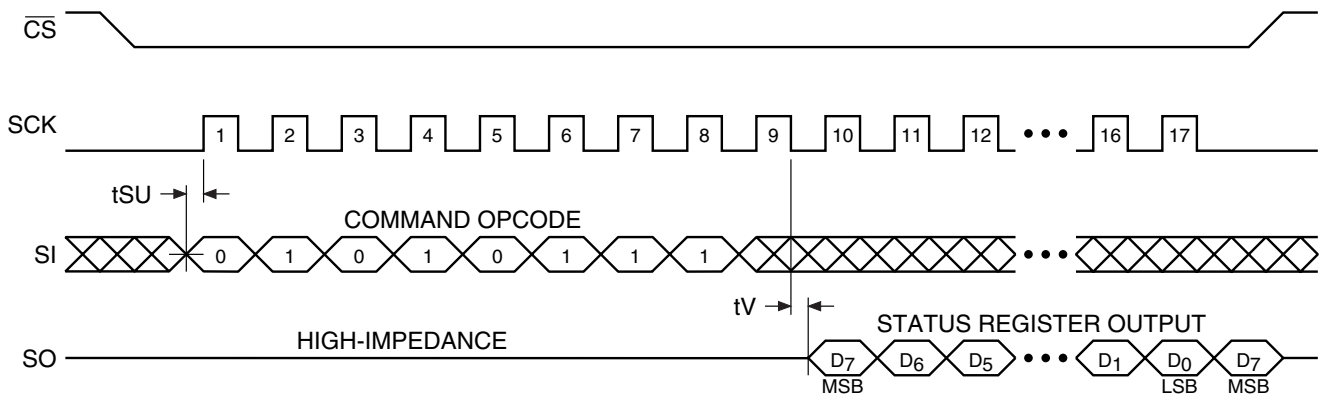 CS
SCK 1 2 3 4 5 6 7 8 9 10 11 12 ••• 16 17
tSU
COMMAND OPCODE
SI 0 1 0 1 0 1 1 1 •••
tV
HIGH-IMPEDANCE STATUS REGISTER OUTPUT
SO D7 D6 D5 ••• D1 D0 D7
MSB LSB MSB